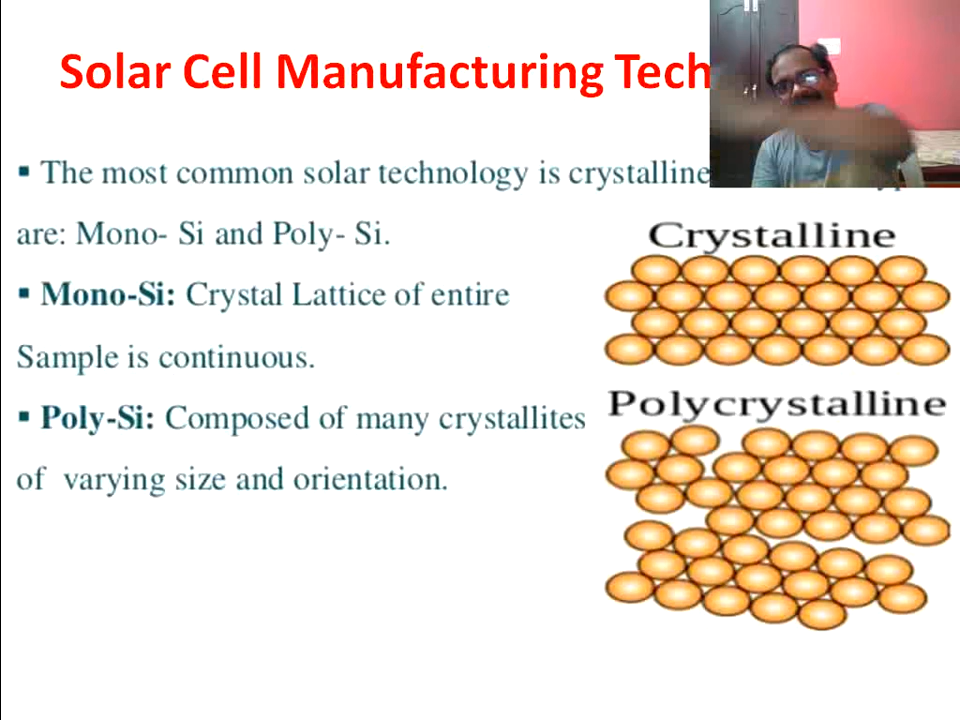 Solar Cell Manufacturing Tech
▪ The most common solar technology is crystalline
are: Mono- Si and Poly- Si.
▪ Mono-Si: Crystal Lattice of entire
Sample is continuous.
▪ Poly-Si: Composed of many crystallites
of varying size and orientation.
Crystalline
Polycrystalline